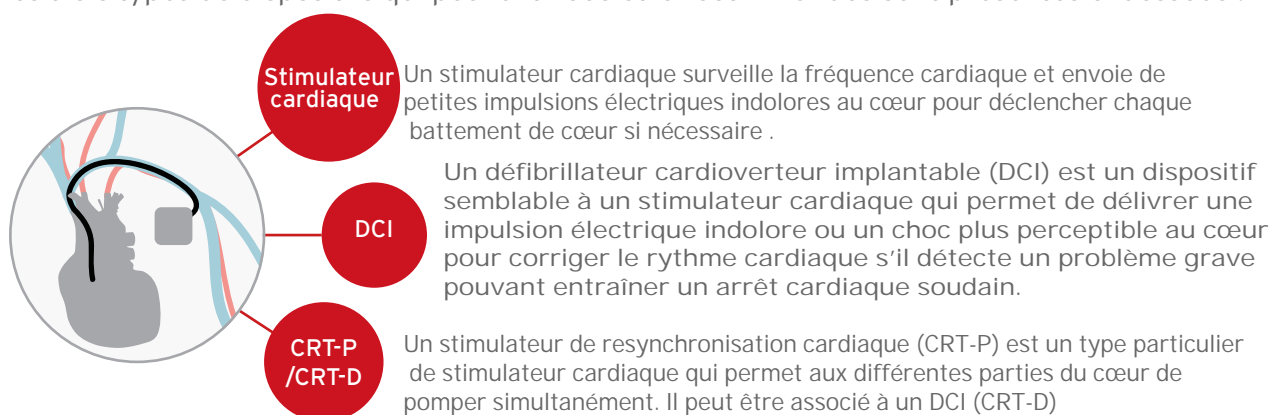 Stimulateur
cardiaque
Un stimulateur cardiaque surveille la fréquence cardiaque et envoie de
petites impulsions électriques indolores au cœur pour déclencher chaque
battement de cœur si nécessaire .
DCI
Un défibrillateur cardioverteur implantable (DCI) est un dispositif
semblable à un stimulateur cardiaque qui permet de délivrer une
impulsion électrique indolore ou un choc plus perceptible au cœur
pour corriger le rythme cardiaque s’il détecte un problème grave
pouvant entraîner un arrêt cardiaque soudain.
CRT-P
/CRT-D
Un stimulateur de resynchronisation cardiaque (CRT-P) est un type particulier
de stimulateur cardiaque qui permet aux différentes parties du cœur de
pomper simultanément. Il peut être associé à un DCI (CRT-D)